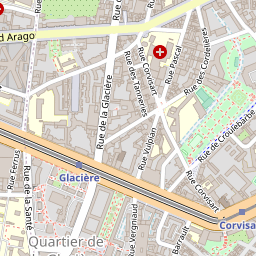 d Arago
Rue de la Glacière
Rue des Tanneries
Rue Corvisart
Rue Pascal
Rue des Cordelières
Rue de Croulebarbe
Rue Vulpian
Rue Ferrus
Rue de la Santé
Glacière
Rue Corvisart
Corvisa
Quartier de
Rue Vergniaud
Barrault